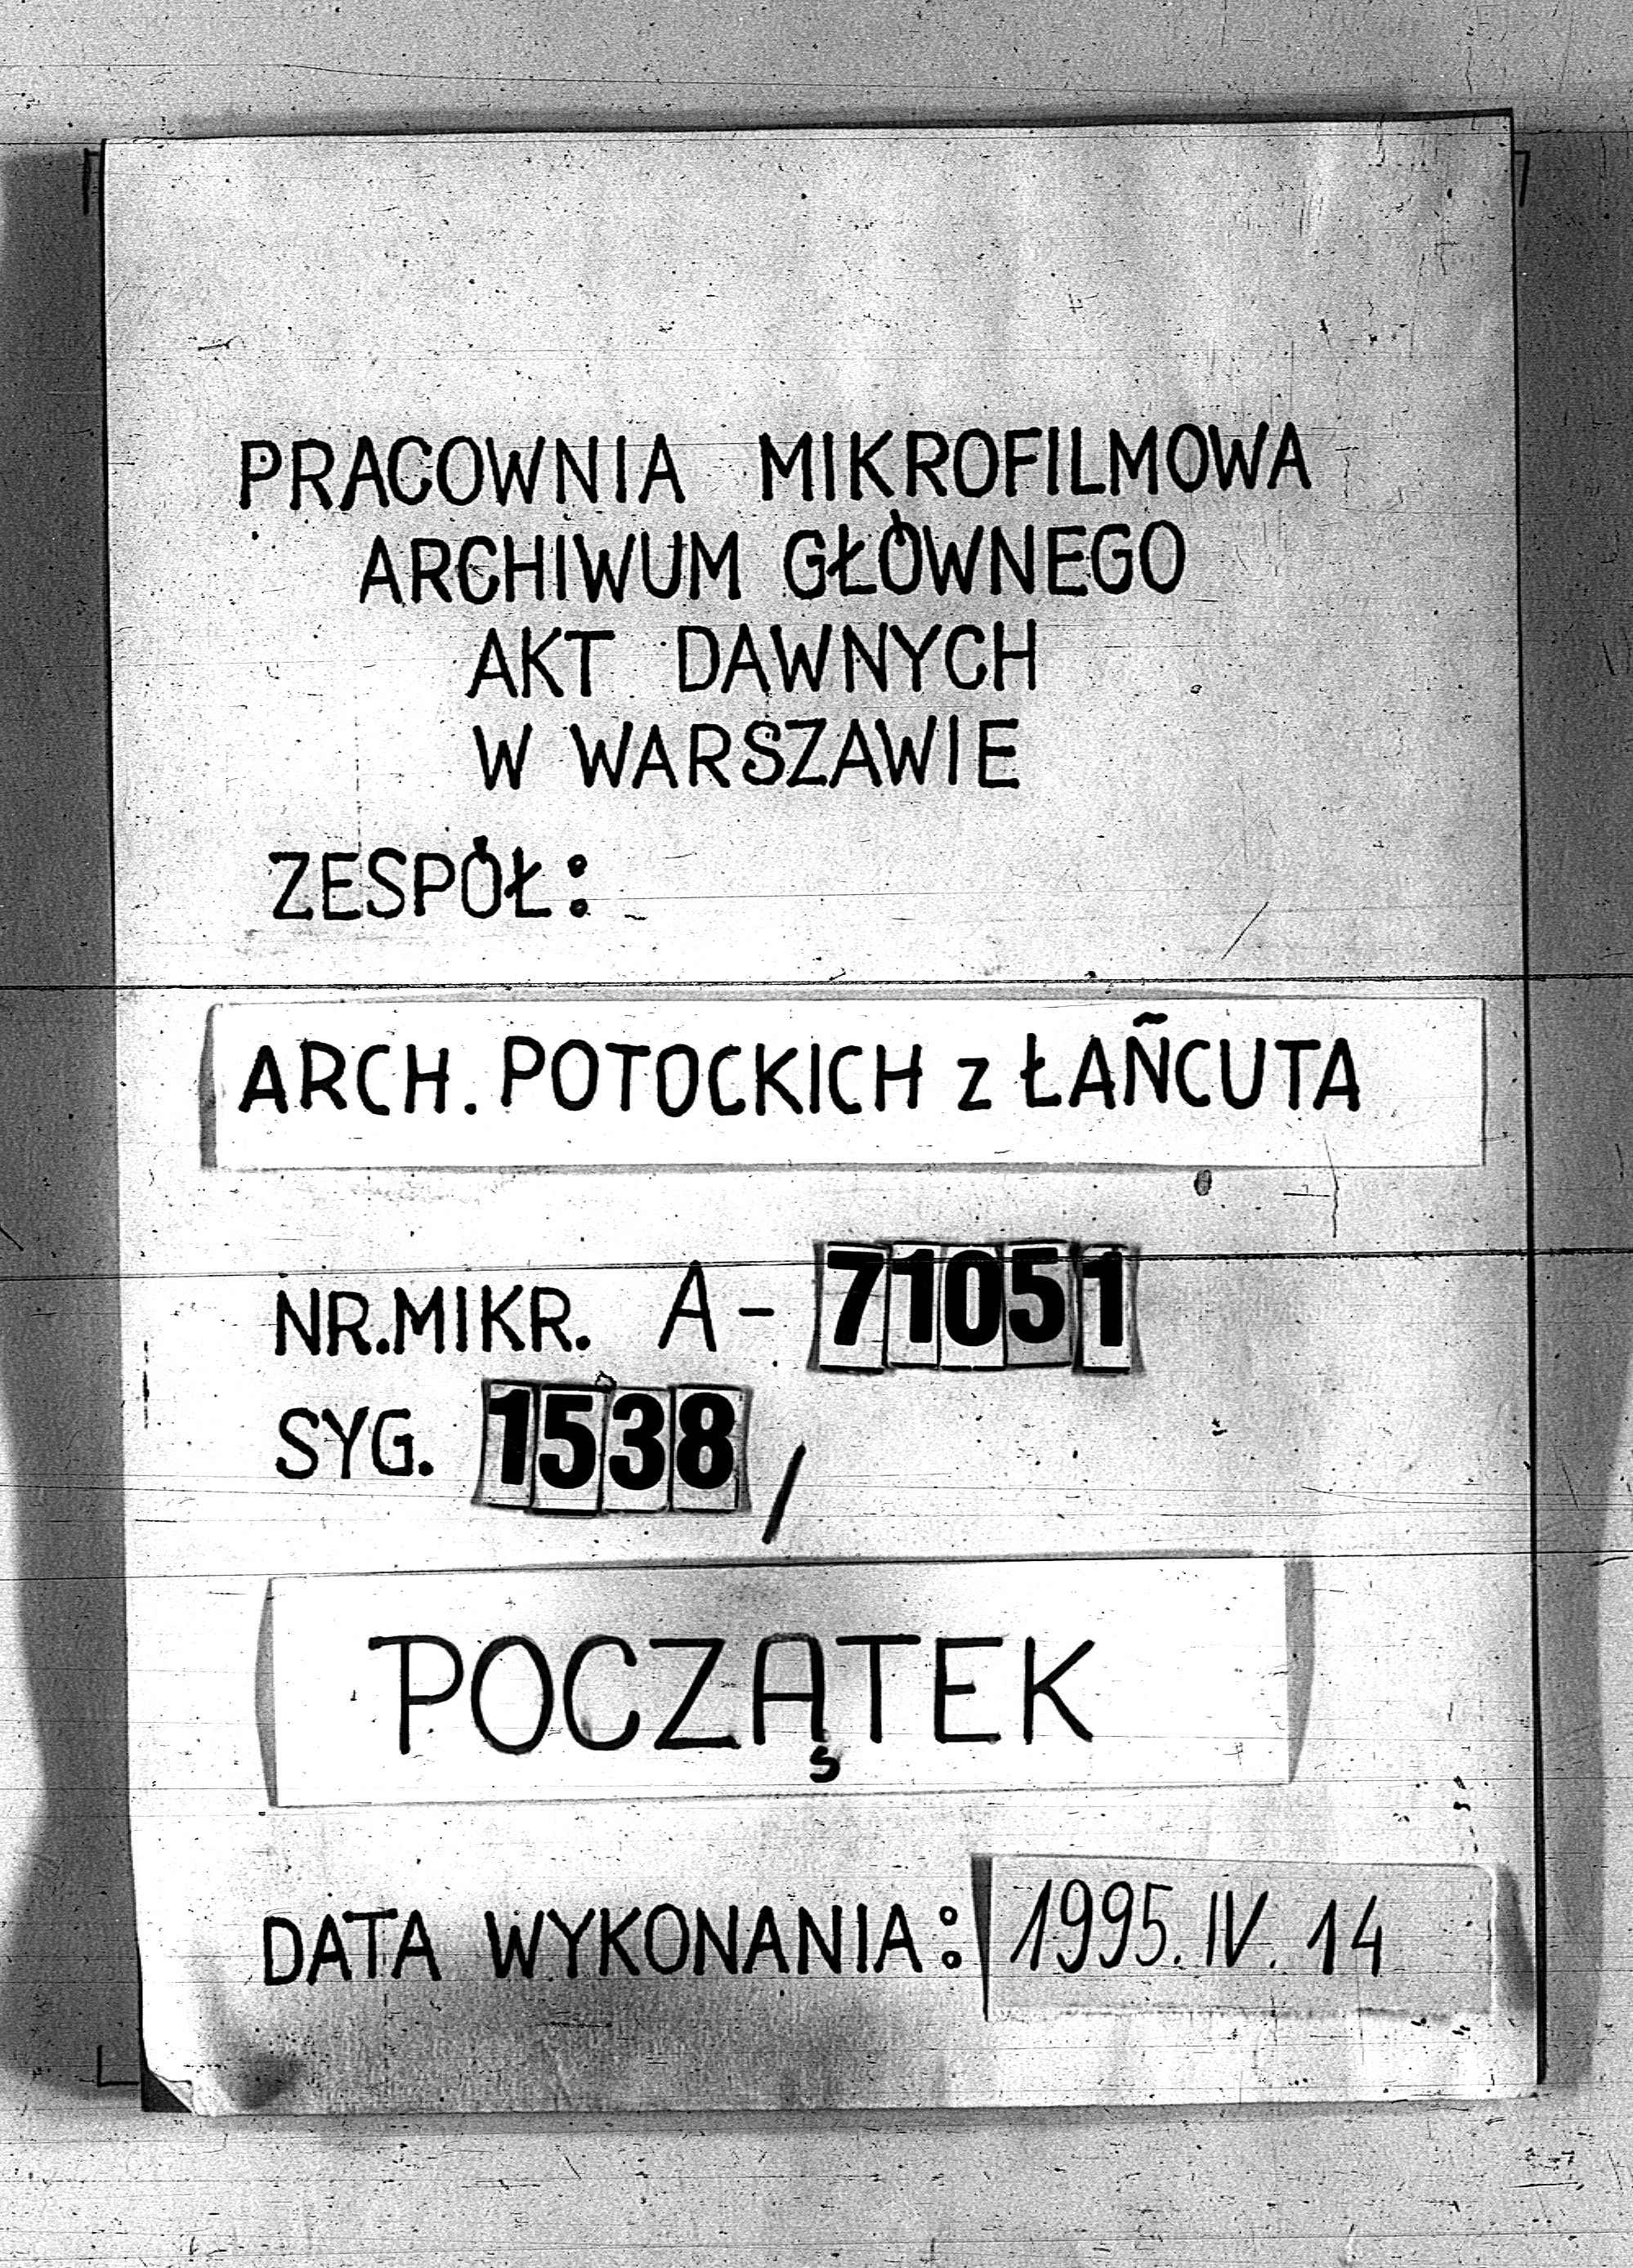 PRACOWNIA MIKROFILMOWA
ARCHIWUM GŁÓWNEGO
AKT DAWNYCH
W WARSZAWIE
ZESPÓŁ:
ARCH. POTOCKICH z ŁAŃCUTA
NR.MIKR. A-71051
SYG. 1538/
POCZĄTEK
DATA WYKONANIA: 1995.IV.14